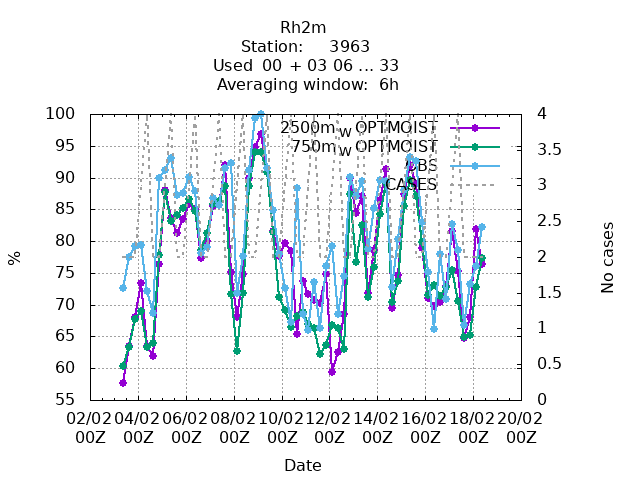 Rh2m
Station: 3963
Used 00 + 03 06 ... 33
Averaging window: 6h
2500m_w OPTMOIST
750m_w OPTMOIST
OBS
CASES
100
95
90
85
80
75
70
65
60
55
%
4
3.5
3
2.5
2
1.5
1
0.5
0
No cases
02/02 04/02 06/02 08/02 10/02 12/02 14/02 16/02 18/02 20/02
00Z 00Z 00Z 00Z 00Z 00Z 00Z 00Z 00Z 00Z
Date